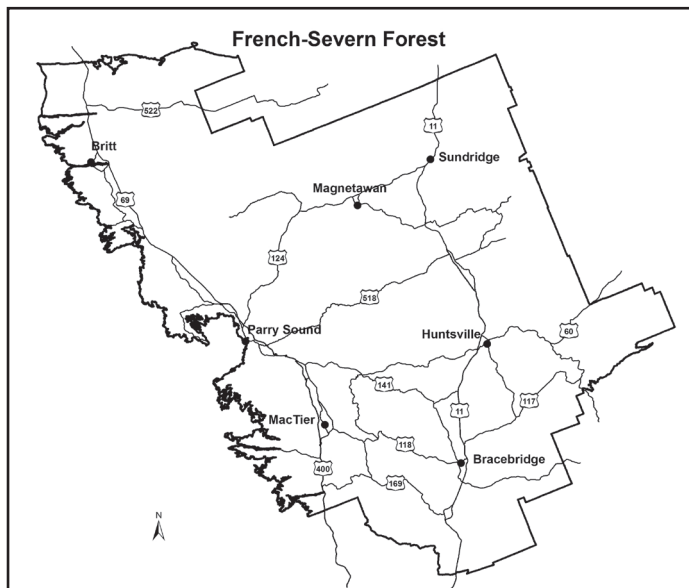 French-Severn Forest
522
11
Britt
Sundridge
Magnetawan
69
124
518
Parry Sound
Huntsville
60
141
117
11
MacTier
118
Bracebridge
400
169
N